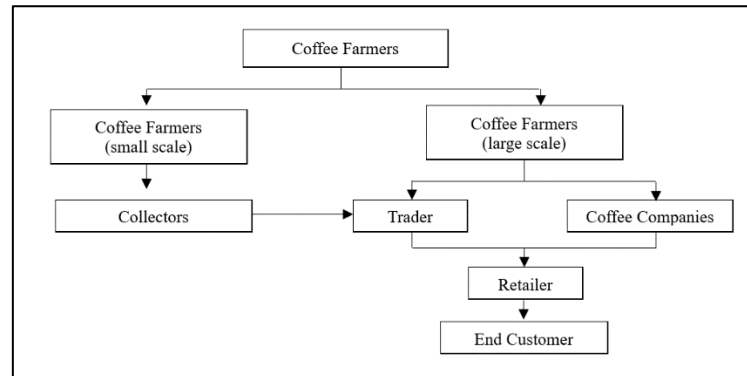 Coffee Farmers
Coffee Farmers
(small scale)
Coffee Farmers
(large scale)
Collectors
Trader
Coffee Companies
Retailer
End Customer